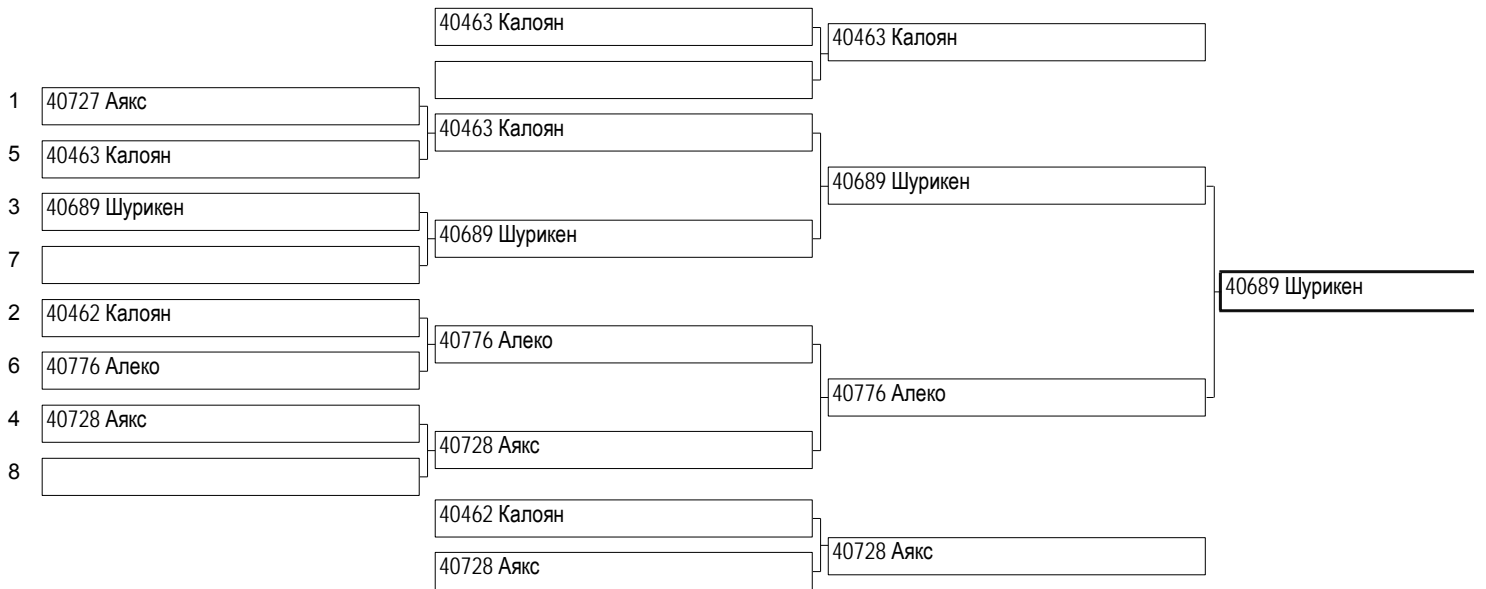 40463 Калоян
40463 Калоян
1 40727 Аякс
40463 Калоян
5 40463 Калоян
40689 Шурикен
3 40689 Шурикен
40689 Шурикен
7
40689 Шурикен
2 40462 Калоян
40776 Алеко
6 40776 Алеко
40776 Алеко
4 40728 Аякс
40728 Аякс
8
40462 Калоян
40728 Аякс
40728 Аякс